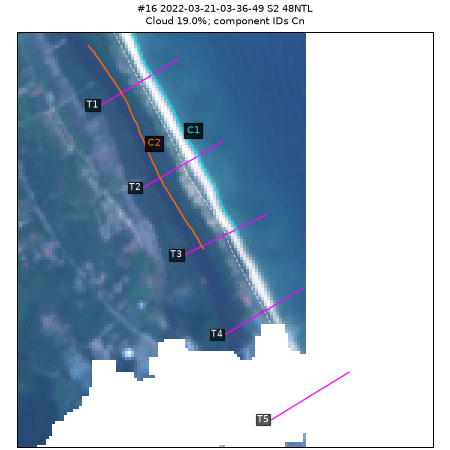 #16 2022-03-21-03-36-49 S2 48NTL
Cloud 19.0%; component IDs Cn
T1
C1
C2
T2
T3
T4
T5